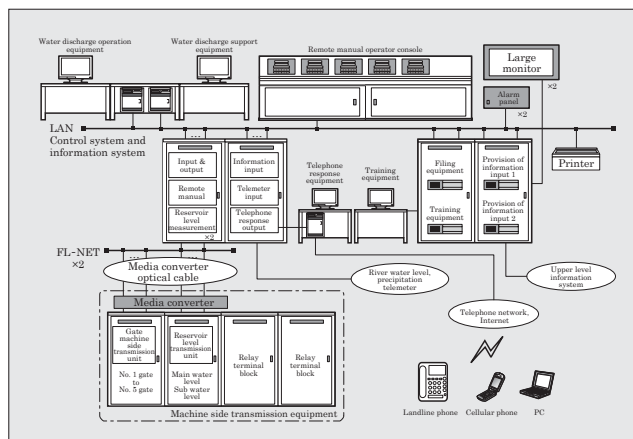 Water discharge operation
equipment
Water discharge support
equipment
Remote manual operator console
Large
monitor
×2
Alarm
panel
×2
LAN
Control system and
information system
Printer
Input &
output
Remote
manual
Reservoir
level
measurement
×2
Information
input
Telemeter
input
Telephone
response
output
Telephone
response
equipment
Training
equipment
Filing
equipment
Training
equipment
Provision of
information
input 1
Provision of
information
input 2
FL-NET
×2
Media converter
optical cable
River water level,
precipitation
telemeter
Upper level
information
system
Media converter
Telephone network,
Internet
Gate
machine
side
transmission
unit
No. 1 gate
to
No. 5 gate
Reservoir
level
transmission
unit
Main water
level
Sub water
level
Relay
terminal
block
Relay
terminal
block
Machine side transmission equipment
Landline phone
Cellular phone
PC